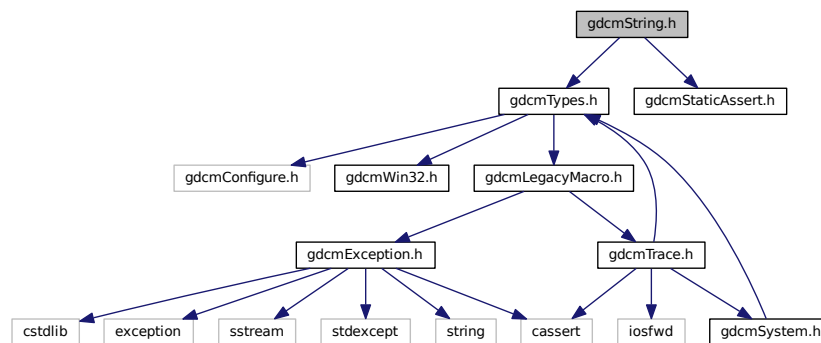 gdcmString.h
gdcmTypes.h
gdcmStaticAssert.h
gdcmConfigure.h
gdcmWin32.h
gdcmLegacyMacro.h
gdcmException.h
gdcmTrace.h
cstdlib
exception
sstream
stdexcept
string
cassert
iosfwd
gdcmSystem.h